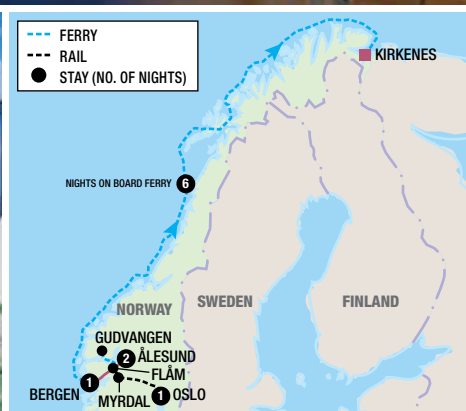 FERRY
RAIL
STAY (NO. OF NIGHTS)
KIRKENES
NIGHTS ON BOARD FERRY 6
NORWAY
SWEDEN
FINLAND
GUDVANGEN
2 ÅLESUND
FLÅM
BERGEN 1
MYRDAL
1 OSLO